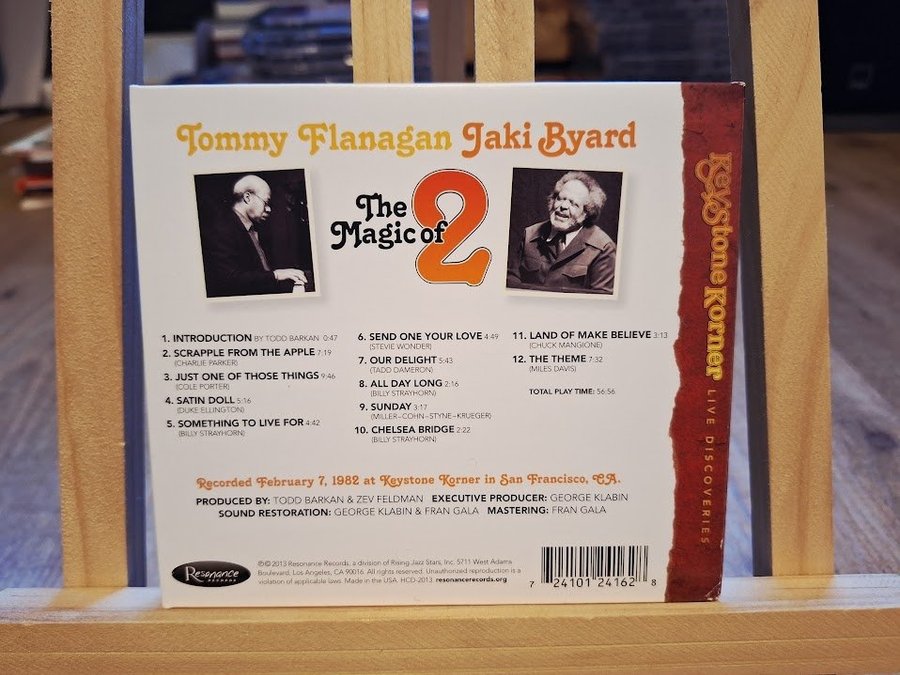 Tommy Flanagan Jaki Byard
The
Magic of 2
1. INTRODUCTION BY TODD BARKAN 0:47
2. SCRAPPLE FROM THE APPLE 7:19
(CHARLIE PARKER)
3. JUST ONE OF THOSE THINGS 9:46
(COLE PORTER)
4. SATIN DOLL 5:16
(DUKE ELLINGTON)
5. SOMETHING TO LIVE FOR 4:42
(BILLY STRAYHORN)
6. SEND ONE YOUR LOVE 4:49
(STEVIE WONDER)
7. OUR DELIGHT 5:43
(TADD DAMERON)
8. ALL DAY LONG 2:16
(BILLY STRAYHORN)
9. SUNDAY 3:17
(MILLER–COHN–STYNE–KRUEGER)
10. CHELSEA BRIDGE 2:22
(BILLY STRAYHORN)
11. LAND OF MAKE BELIEVE 3:13
(CHUCK MANGIONE)
12. THE THEME 7:32
(MILES DAVIS)
TOTAL PLAY TIME: 56:56
Recorded February 7, 1982 at Keystone Korner in San Francisco, CA.
PRODUCED BY: TODD BARKAN & ZEV FELDMAN EXECUTIVE PRODUCER: GEORGE KLABIN
SOUND RESTORATION: GEORGE KLABIN & FRAN GALA MASTERING: FRAN GALA
Resonance
RECORDS
℗© 2013 Resonance Records, a division of Rising Jazz Stars, Inc. 5711 West Adams
Boulevard, Los Angeles, CA 90016. All rights reserved. Unauthorized reproduction is a
violation of applicable laws. Made in the USA. HCD-2013. resonancerecords.org
7 24101 24162 8
Keystone Korner LIVE DISCOVERIES